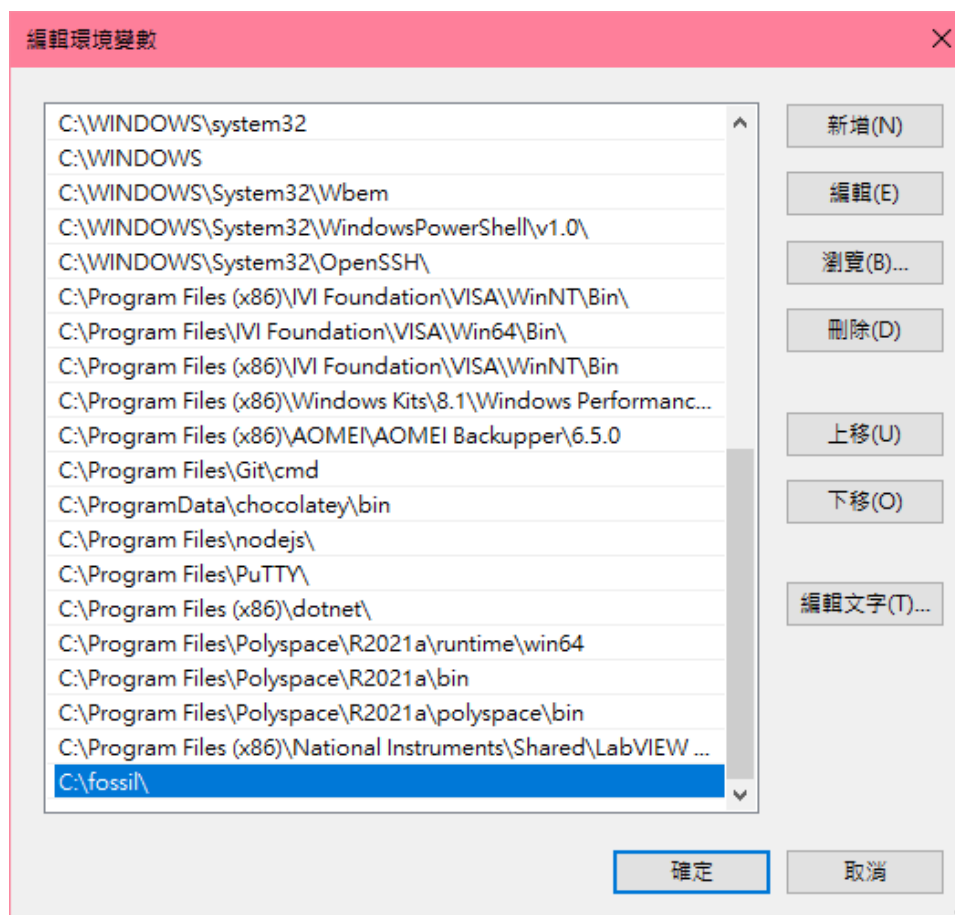 編輯環境變數
C:\WINDOWS\system32
C:\WINDOWS
C:\WINDOWS\System32\Wbem
C:\WINDOWS\System32\WindowsPowerShell\v1.0\
C:\WINDOWS\System32\OpenSSH\
C:\Program Files (x86)\IVI Foundation\VISA\WinNT\Bin\
C:\Program Files\IVI Foundation\VISA\Win64\Bin\
C:\Program Files (x86)\IVI Foundation\VISA\WinNT\Bin
C:\Program Files (x86)\Windows Kits\8.1\Windows Performanc...
C:\Program Files (x86)\AOMEI\AOMEI Backupper\6.5.0
C:\Program Files\Git\cmd
C:\ProgramData\chocolatey\bin
C:\Program Files\nodejs\
C:\Program Files\PuTTY\
C:\Program Files (x86)\dotnet\
C:\Program Files\Polyspace\R2021a\runtime\win64
C:\Program Files\Polyspace\R2021a\bin
C:\Program Files\Polyspace\R2021a\polyspace\bin
C:\Program Files (x86)\National Instruments\Shared\LabVIEW ...
C:\fossil\
新增(N)
編輯(E)
瀏覽(B)...
刪除(D)
上移(U)
下移(O)
編輯文字(T)...
確定
取消